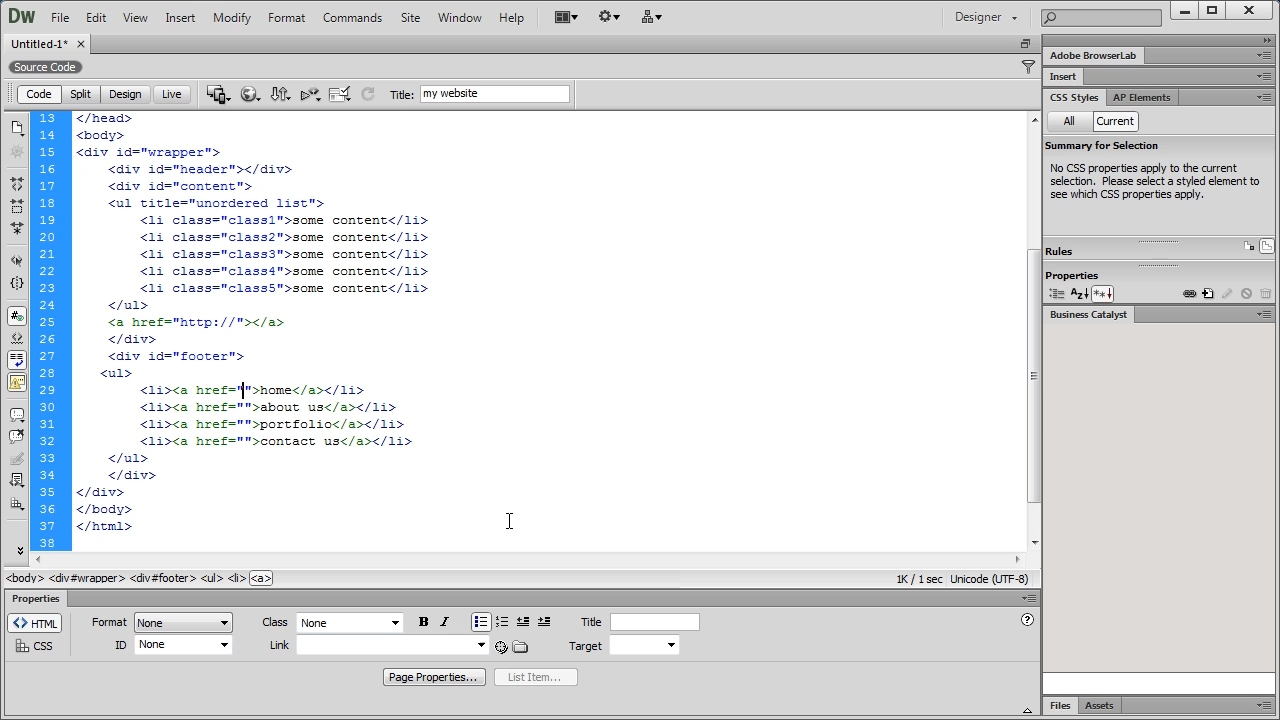 Dw File Edit View Insert Modify Format Commands Site Window Help Designer
Untitled-1* ×
Source Code
Code Split Design Live Title: my website
13 </head>
14 <body>
15 <div id="wrapper">
16 <div id="header"></div>
17 <div id="content">
18 <ul title="unordered list">
19 <li class="class1">some content</li>
20 <li class="class2">some content</li>
21 <li class="class3">some content</li>
22 <li class="class4">some content</li>
23 <li class="class5">some content</li>
24 </ul>
25 <a href="http://"></a>
26 </div>
27 <div id="footer">
28 <ul>
29 <li><a href="">home</a></li>
30 <li><a href="">about us</a></li>
31 <li><a href="">portfolio</a></li>
32 <li><a href="">contact us</a></li>
33 </ul>
34 </div>
35 </div>
36 </body>
37 </html>
38
<body> <div#wrapper> <div#footer> <ul> <li> <a> 1K / 1 sec Unicode (UTF-8)
Properties
<> HTML Format None Class None B I Title
CSS ID None Link Target
Page Properties... List Item...
Adobe BrowserLab
Insert
CSS Styles AP Elements
All Current
Summary for Selection
No CSS properties apply to the current
selection. Please select a styled element to
see which CSS properties apply.
Rules
Properties
Az↓ **↓
Business Catalyst
Files Assets